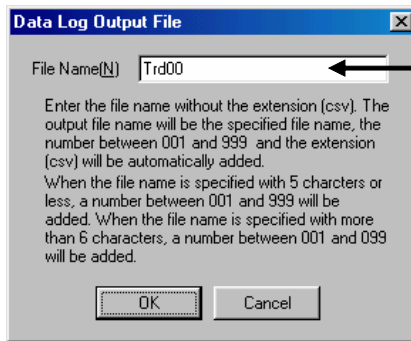 Data Log Output File
File Name(N) Trd00
Enter the file name without the extension (csv). The
output file name will be the specified file name, the
number between 001 and 999 and the extension
(csv) will be automatically added.
When the file name is specified with 5 charcters or
less, a number between 001 and 999 will be
added. When the file name is specified with more
than 6 characters, a number between 001 and 099
will be added.
OK Cancel